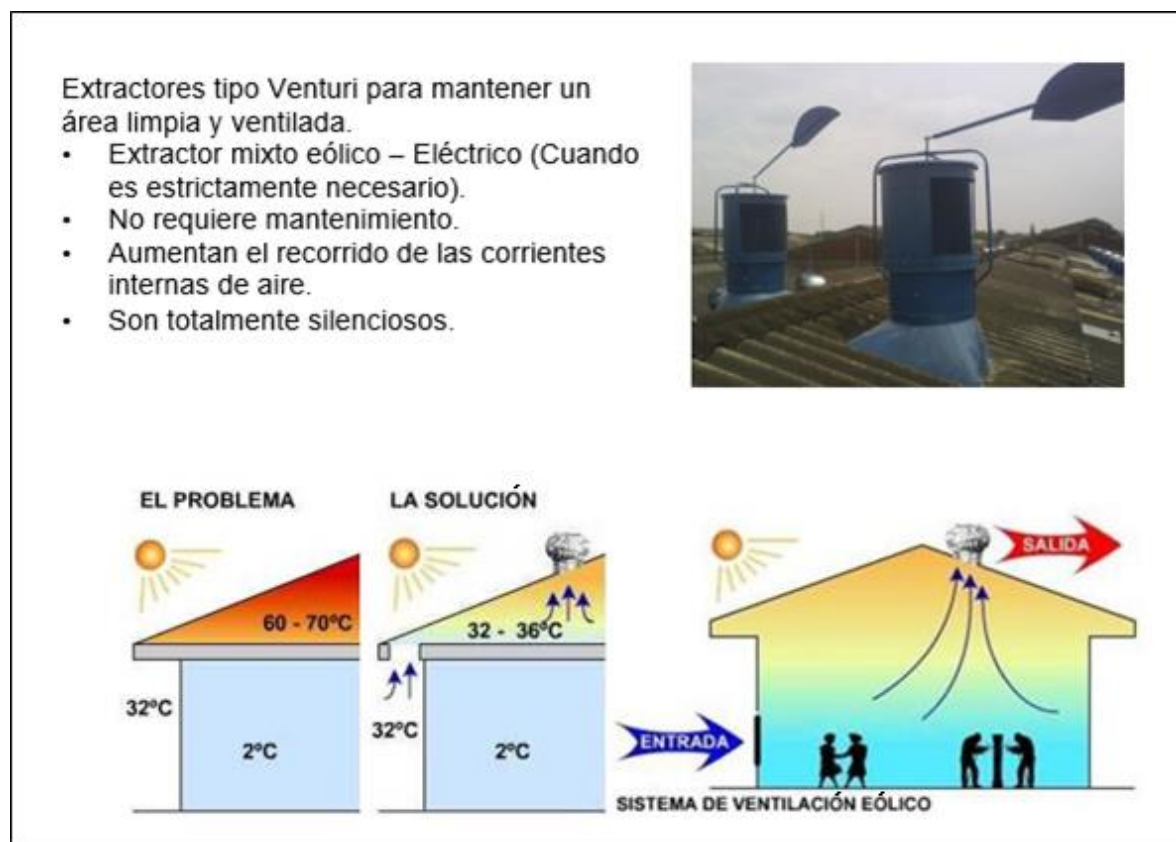 Extractores tipo Venturi para mantener un
área limpia y ventilada.
• Extractor mixto eólico – Eléctrico (Cuando
es estrictamente necesario).
• No requiere mantenimiento.
• Aumentan el recorrido de las corrientes
internas de aire.
• Son totalmente silenciosos.
EL PROBLEMA
60 - 70ºC
32ºC
2ºC
LA SOLUCIÓN
32 - 36ºC
32ºC
2ºC
SALIDA
ENTRADA
SISTEMA DE VENTILACIÓN EÓLICO